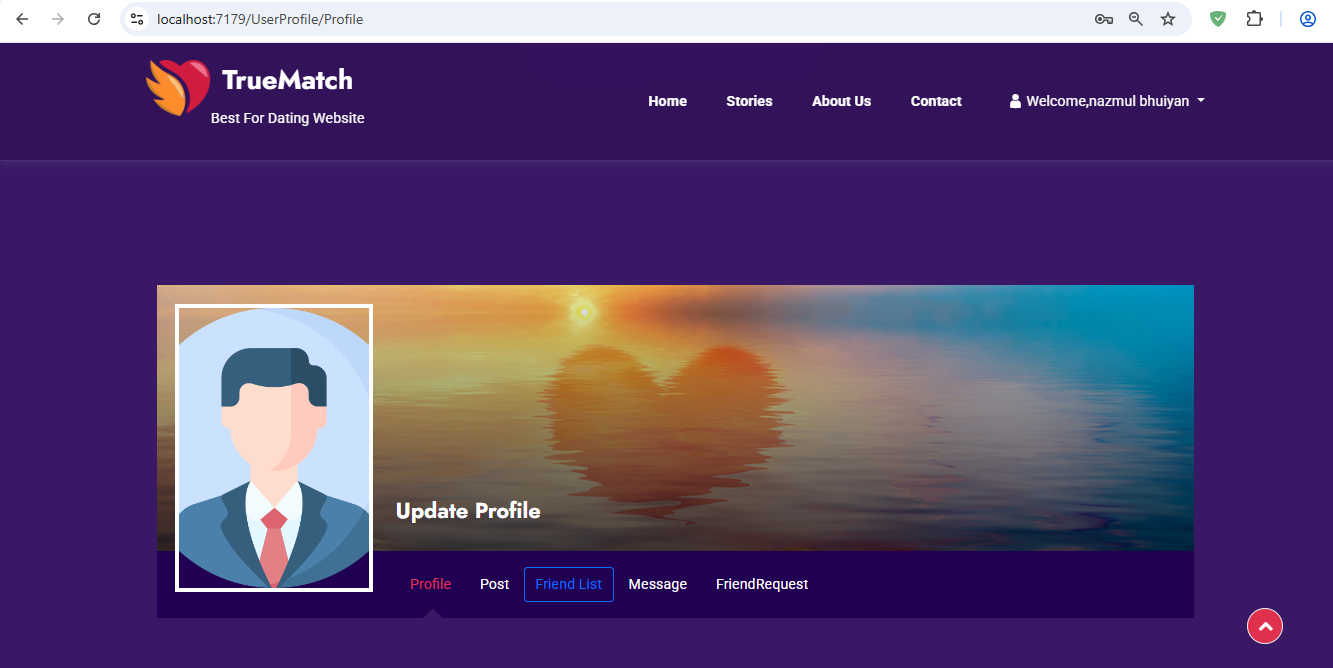 localhost:7179/UserProfile/Profile
TrueMatch
Best For Dating Website
Home Stories About Us Contact Welcome,nazmul bhuiyan
Update Profile
Profile Post Friend List Message FriendRequest